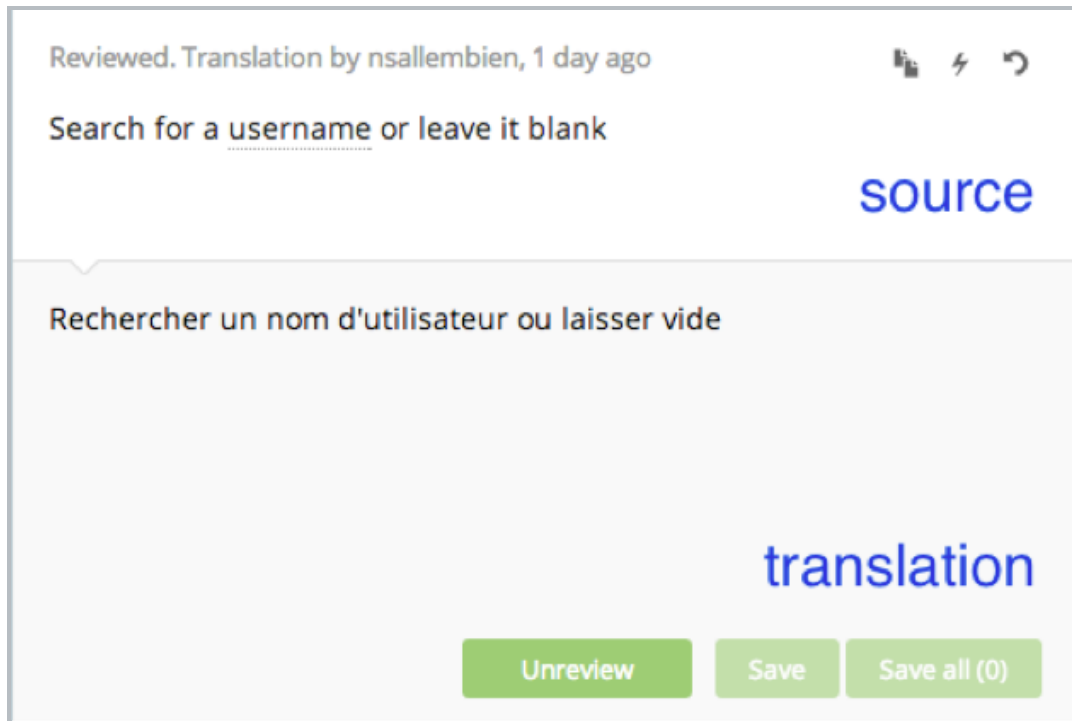 Reviewed. Translation by nsallembien, 1 day ago
Search for a username or leave it blank
source
Rechercher un nom d'utilisateur ou laisser vide
translation
Unreview Save Save all (0)